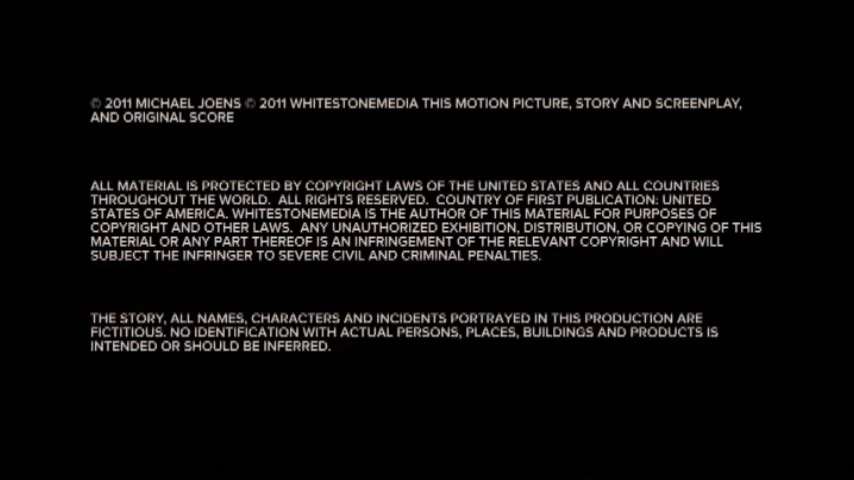 © 2011 MICHAEL JOENS © 2011 WHITESTONEMEDIA THIS MOTION PICTURE, STORY AND SCREENPLAY,
AND ORIGINAL SCORE
ALL MATERIAL IS PROTECTED BY COPYRIGHT LAWS OF THE UNITED STATES AND ALL COUNTRIES
THROUGHOUT THE WORLD. ALL RIGHTS RESERVED. COUNTRY OF FIRST PUBLICATION: UNITED
STATES OF AMERICA. WHITESTONEMEDIA IS THE AUTHOR OF THIS MATERIAL FOR PURPOSES OF
COPYRIGHT AND OTHER LAWS. ANY UNAUTHORIZED EXHIBITION, DISTRIBUTION, OR COPYING OF THIS
MATERIAL OR ANY PART THEREOF IS AN INFRINGEMENT OF THE RELEVANT COPYRIGHT AND WILL
SUBJECT THE INFRINGER TO SEVERE CIVIL AND CRIMINAL PENALTIES.
THE STORY, ALL NAMES, CHARACTERS AND INCIDENTS PORTRAYED IN THIS PRODUCTION ARE
FICTITIOUS. NO IDENTIFICATION WITH ACTUAL PERSONS, PLACES, BUILDINGS AND PRODUCTS IS
INTENDED OR SHOULD BE INFERRED.